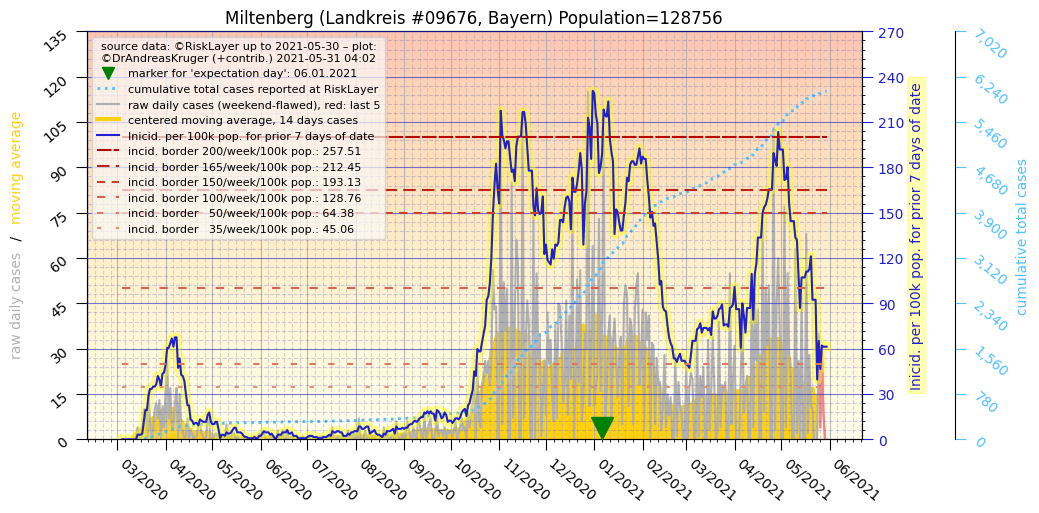 Miltenberg (Landkreis #09676, Bayern) Population=128756
source data: ©RiskLayer up to 2021-05-30 – plot:
©DrAndreasKruger (+contrib.) 2021-05-31 04:02
marker for 'expectation day': 06.01.2021
cumulative total cases reported at RiskLayer
raw daily cases (weekend-flawed), red: last 5
centered moving average, 14 days cases
Inicid. per 100k pop. for prior 7 days of date
incid. border 200/week/100k pop.: 257.51
incid. border 165/week/100k pop.: 212.45
incid. border 150/week/100k pop.: 193.13
incid. border 100/week/100k pop.: 128.76
incid. border   50/week/100k pop.: 64.38
incid. border   35/week/100k pop.: 45.06
raw daily cases / moving average
135
120
105
90
75
60
45
30
15
0
270
240
210
180
150
120
90
60
30
0
Inicid. per 100k pop. for prior 7 days of date
7,020
6,240
5,460
4,680
3,900
3,120
2,340
1,560
780
0
cumulative total cases
03/2020
04/2020
05/2020
06/2020
07/2020
08/2020
09/2020
10/2020
11/2020
12/2020
01/2021
02/2021
03/2021
04/2021
05/2021
06/2021